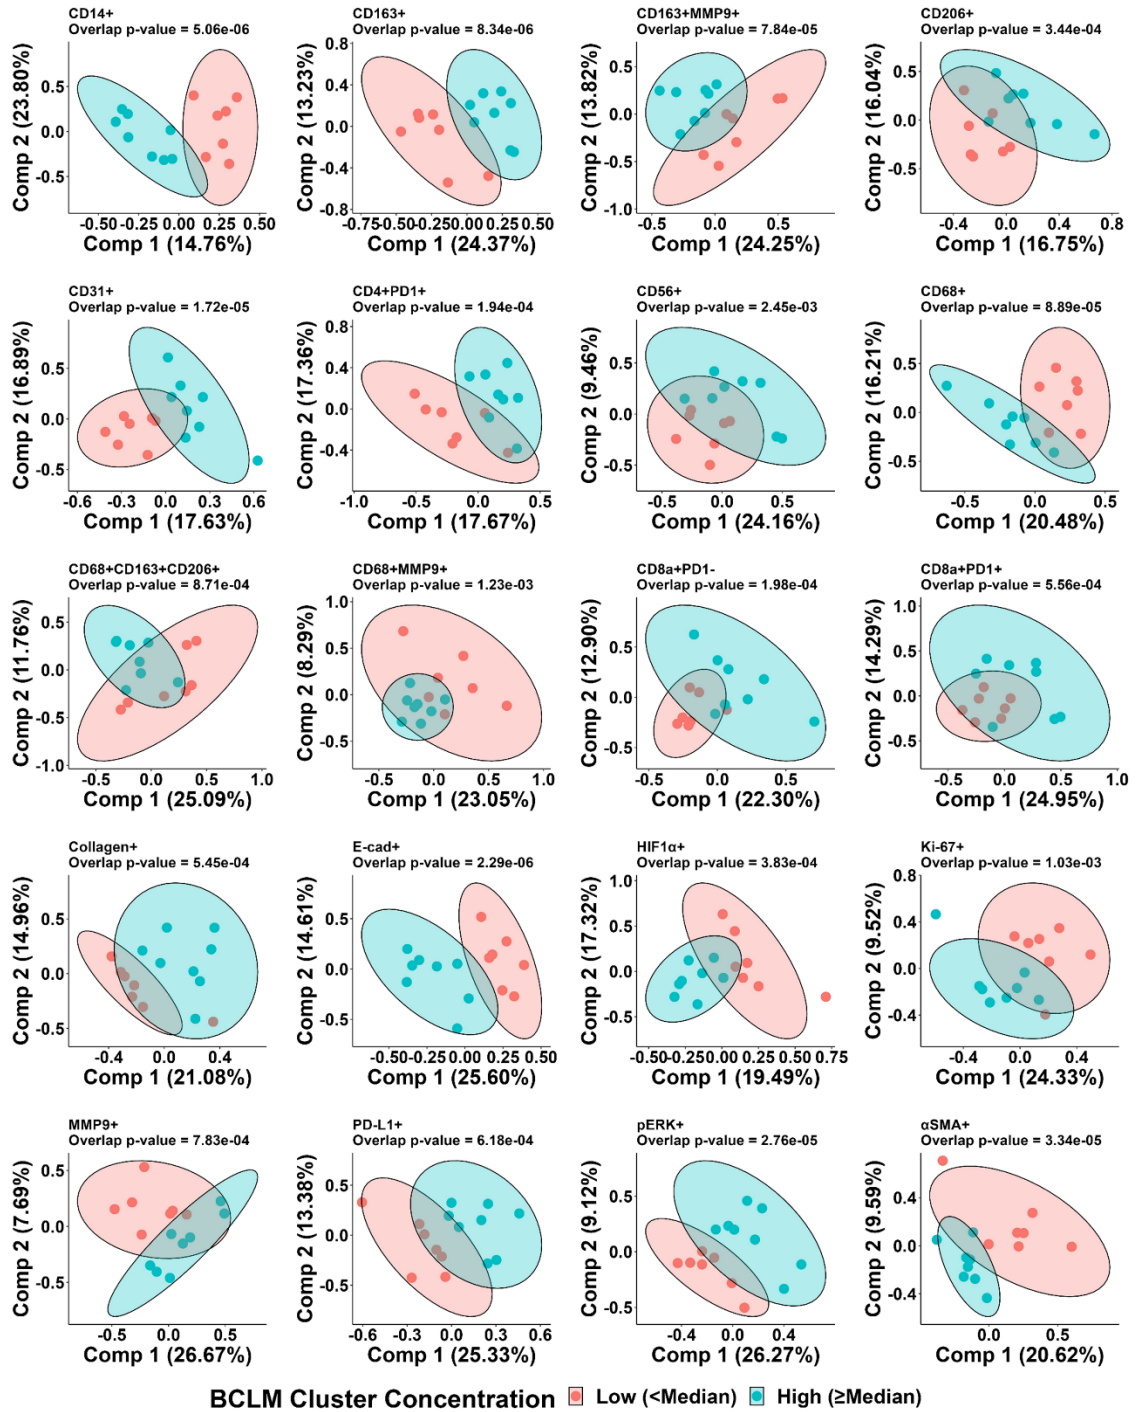 CD14+
Overlap p-value = 5.06e-06
Comp 2 (23.80%)
0.5
0.0
-0.5
-0.50 -0.25 0.00 0.25 0.50
Comp 1 (14.76%)
CD163+
Overlap p-value = 8.34e-06
Comp 2 (13.23%)
0.8
0.4
0.0
-0.4
-0.8
-0.75 -0.50 -0.25 0.00 0.25 0.50
Comp 1 (24.37%)
CD163+MMP9+
Overlap p-value = 7.84e-05
Comp 2 (13.82%)
0.5
0.0
-0.5
-1.0
-0.5 0.0 0.5
Comp 1 (24.25%)
CD206+
Overlap p-value = 3.44e-04
Comp 2 (16.04%)
0.5
0.0
-0.5
-0.4 0.0 0.4 0.8
Comp 1 (16.75%)
CD31+
Overlap p-value = 1.72e-05
Comp 2 (16.89%)
0.5
0.0
-0.5
-0.6 -0.3 0.0 0.3 0.6
Comp 1 (17.63%)
CD4+PD1+
Overlap p-value = 1.94e-04
Comp 2 (17.36%)
0.8
0.4
0.0
-0.4
-1.0 -0.5 0.0 0.5
Comp 1 (17.67%)
CD56+
Overlap p-value = 2.45e-03
Comp 2 (9.46%)
0.5
0.0
-0.5
-0.5 0.0 0.5
Comp 1 (24.16%)
CD68+
Overlap p-value = 8.89e-05
Comp 2 (16.21%)
0.5
0.0
-0.5
-0.5 0.0 0.5
Comp 1 (20.48%)
CD68+CD163+CD206+
Overlap p-value = 8.71e-04
Comp 2 (11.76%)
0.5
0.0
-0.5
-1.0
-0.5 0.0 0.5 1.0
Comp 1 (25.09%)
CD68+MMP9+
Overlap p-value = 1.23e-03
Comp 2 (8.29%)
1.0
0.5
0.0
-0.5
-0.5 0.0 0.5 1.0
Comp 1 (23.05%)
CD8a+PD1-
Overlap p-value = 1.98e-04
Comp 2 (12.90%)
0.5
0.0
-0.5
-0.5 0.0 0.5
Comp 1 (22.30%)
CD8a+PD1+
Overlap p-value = 5.56e-04
Comp 2 (14.29%)
1.0
0.5
0.0
-0.5
-0.5 0.0 0.5 1.0
Comp 1 (24.95%)
Collagen+
Overlap p-value = 5.45e-04
Comp 2 (14.96%)
0.5
0.0
-0.5
-0.4 0.0 0.4
Comp 1 (21.08%)
E-cad+
Overlap p-value = 2.29e-06
Comp 2 (14.61%)
0.5
0.0
-0.5
-0.50 -0.25 0.00 0.25 0.50
Comp 1 (25.60%)
HIF1α+
Overlap p-value = 3.83e-04
Comp 2 (17.32%)
1.0
0.5
0.0
-0.5
-0.50 -0.25 0.00 0.25 0.50 0.75
Comp 1 (19.49%)
Ki-67+
Overlap p-value = 1.03e-03
Comp 2 (9.52%)
0.8
0.4
0.0
-0.4
-0.4 0.0 0.4
Comp 1 (24.33%)
MMP9+
Overlap p-value = 7.83e-04
Comp 2 (7.69%)
0.5
0.0
-0.5
-0.5 0.0 0.5
Comp 1 (26.67%)
PD-L1+
Overlap p-value = 6.18e-04
Comp 2 (13.38%)
0.5
0.0
-0.5
-0.6 -0.3 0.0 0.3 0.6
Comp 1 (25.33%)
pERK+
Overlap p-value = 2.76e-05
Comp 2 (9.12%)
0.5
0.0
-0.5
-0.4 0.0 0.4
Comp 1 (26.27%)
αSMA+
Overlap p-value = 3.34e-05
Comp 2 (9.59%)
0.4
0.0
-0.4
0.0 0.5
Comp 1 (20.62%)
BCLM Cluster Concentration Low (<Median) High (≥Median)